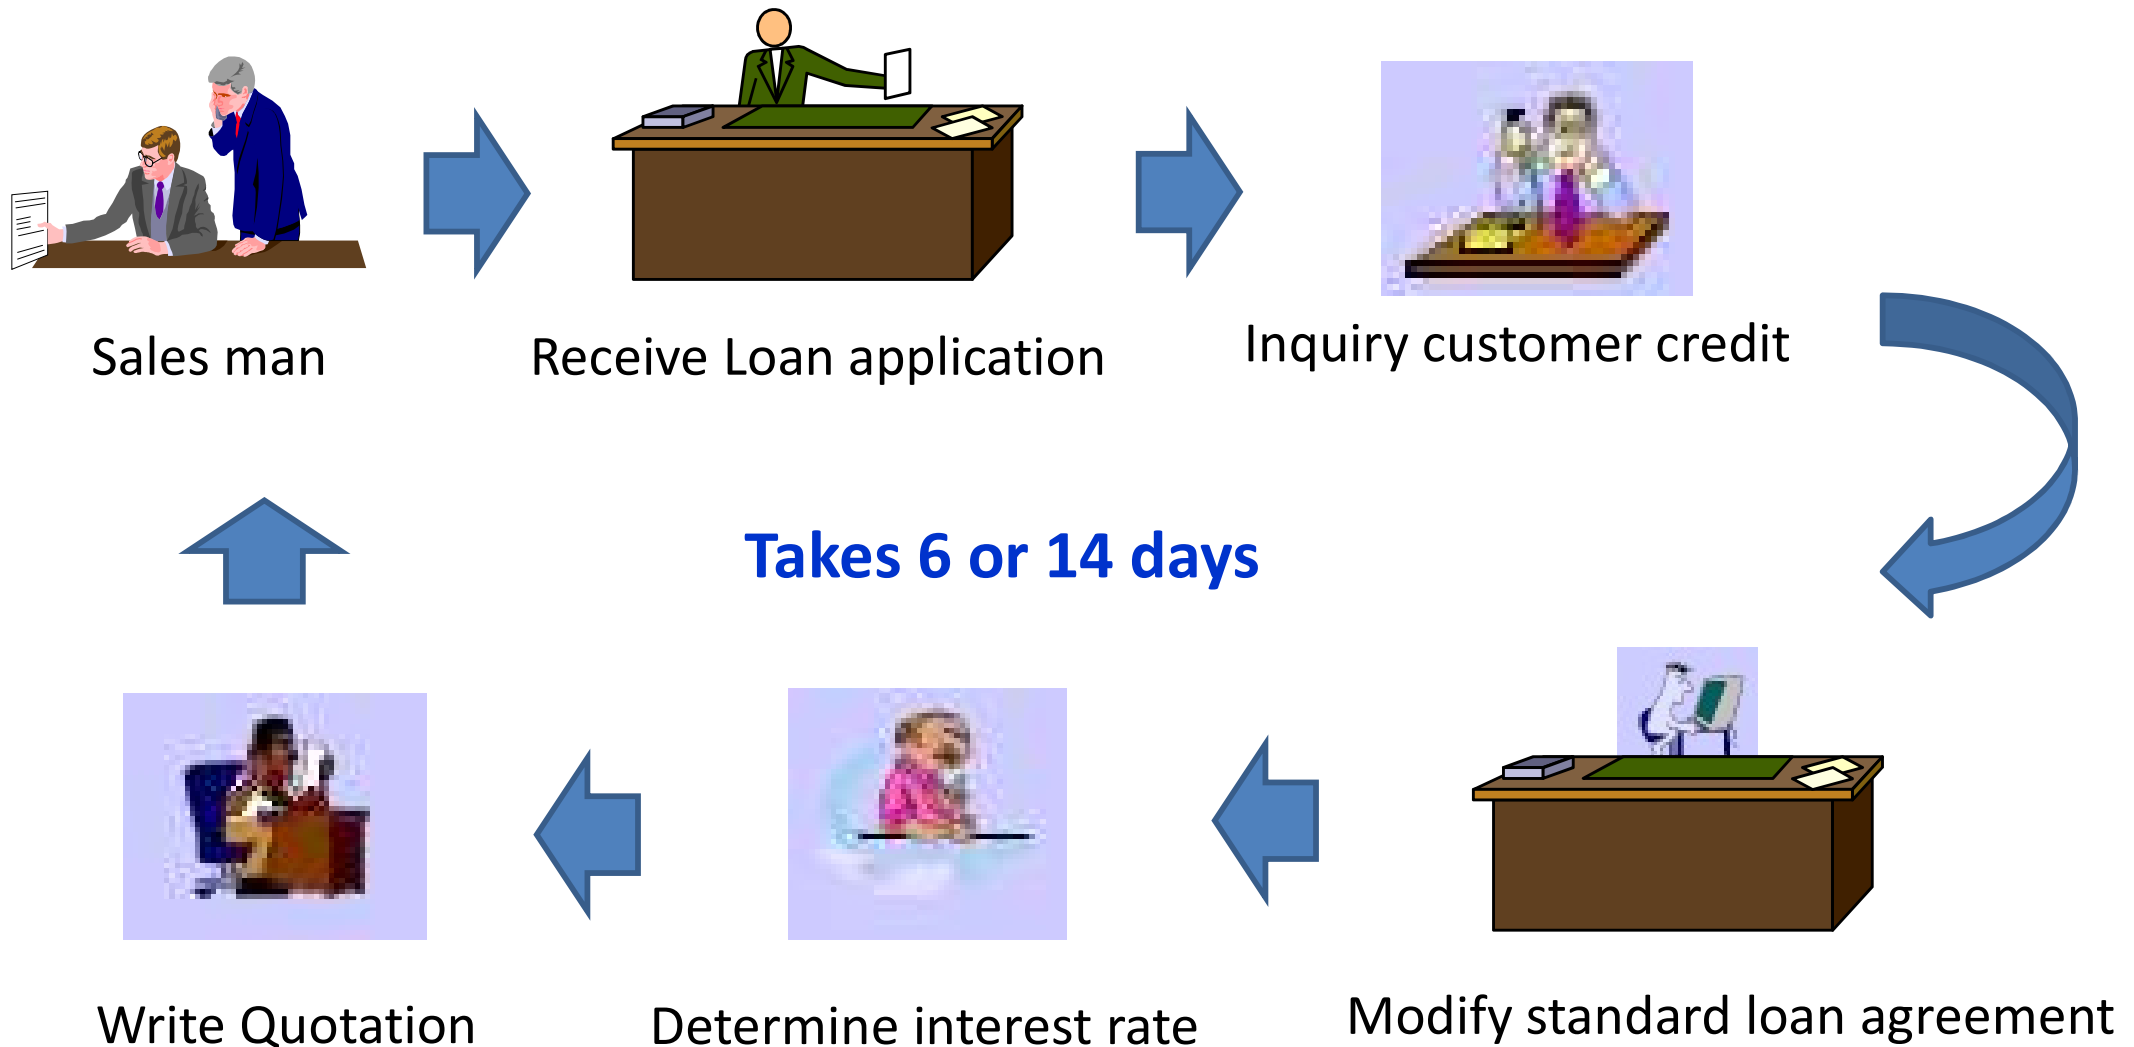 Sales man
Receive Loan application
Inquiry customer credit
Takes 6 or 14 days
Write Quotation
Determine interest rate
Modify standard loan agreement